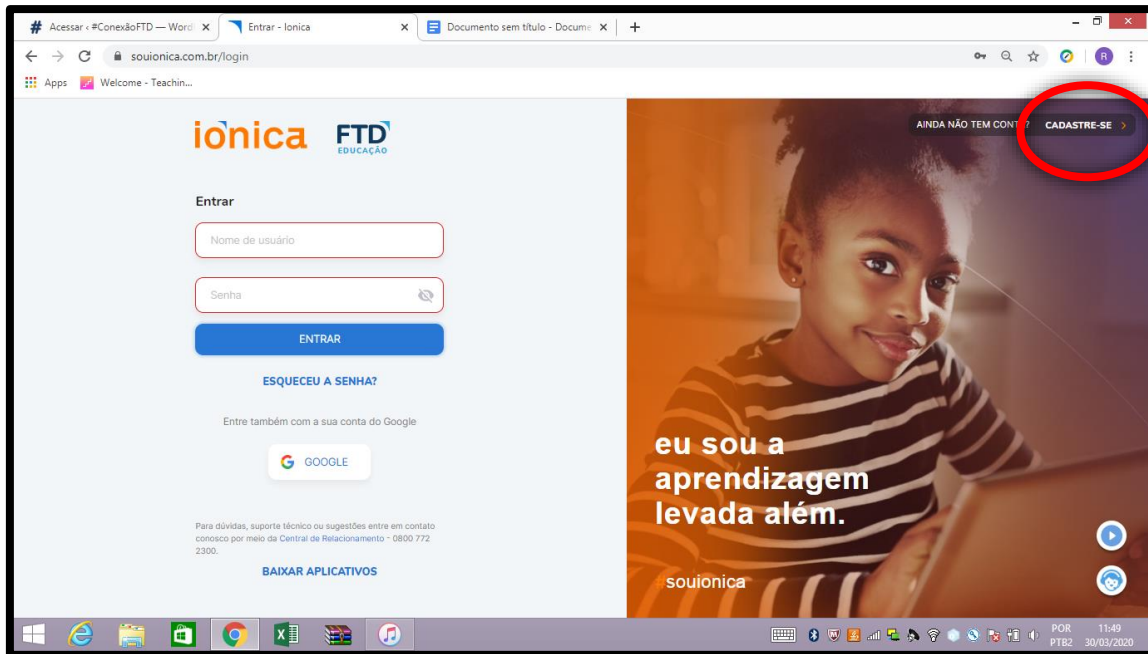 # Acessar ‹ #ConexãoFTD — Word
Entrar - Ionica
Documento sem título - Docume
souionica.com.br/login
R
Apps
Welcome - Teachin...
ionica
FTD
EDUCAÇÃO
AINDA NÃO TEM CONTA?
CADASTRE-SE >
Entrar
Nome de usuário
Senha
ENTRAR
ESQUECEU A SENHA?
Entre também com a sua conta do Google
GOOGLE
Para dúvidas, suporte técnico ou sugestões entre em contato
conosco por meio da Central de Relacionamento - 0800 772
2300.
BAIXAR APLICATIVOS
eu sou a
aprendizagem
levada além.
#souionica
POR
PTB2
11:49
30/03/2020